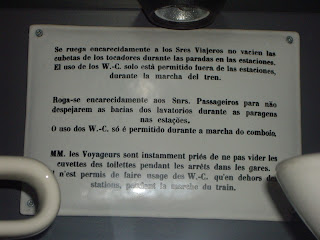 Se ruega encarecidamente a los Sres Viajeros no vacíen las
cubetas de los tocadores durante las paradas en las estaciones.
El uso de los W.-C. solo está permitido fuera de las estaciones,
durante la marcha del tren.
Roga-se encarecidamente aos Snrs. Passageiros para não
despejarem as bacias dos lavatorios durante as paragens
nas estações.
O uso dos W.-C. só é permitido durante a marcha do comboio.
MM. les Voyageurs sont instamment priés de ne pas vider les
cuvettes des toilettes pendant les arrêts dans les gares.
n'est permis de faire usage des W.-C. qu'en dehors des
stations, pendant la marche du train.